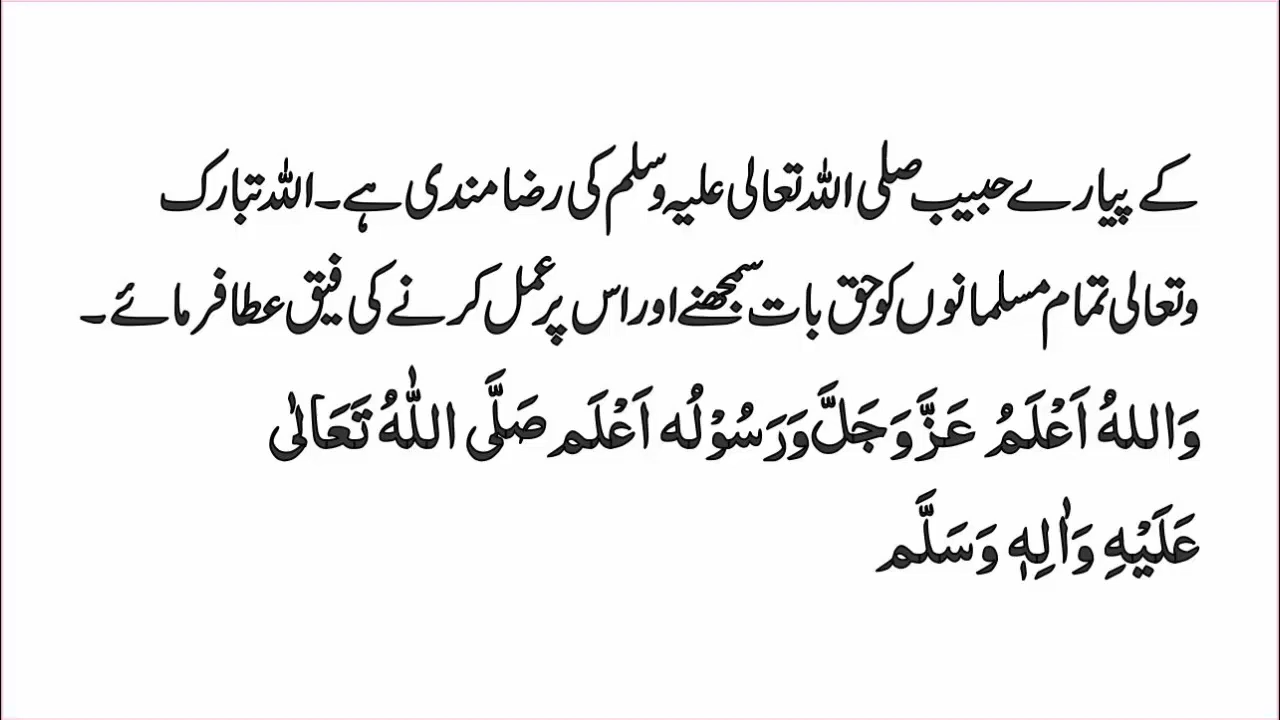 کے پیارے حبیب صلی اللہ تعالی علیہ وسلم کی رضا مندی ہے۔ اللہ تبارک
وتعالی تمام مسلمانوں کو حق بات سمجھنے اور اس پر عمل کرنے کی فیق عطا فرمائے۔
وَاللہُ اَعْلَمُ عَزَّوَجَلَّ وَرَسُوْلُه اَعْلَم صَلَّی اللّٰہُ تَعَالٰی
عَلَیْہِ وَاٰلِہٖ وَسَلَّم